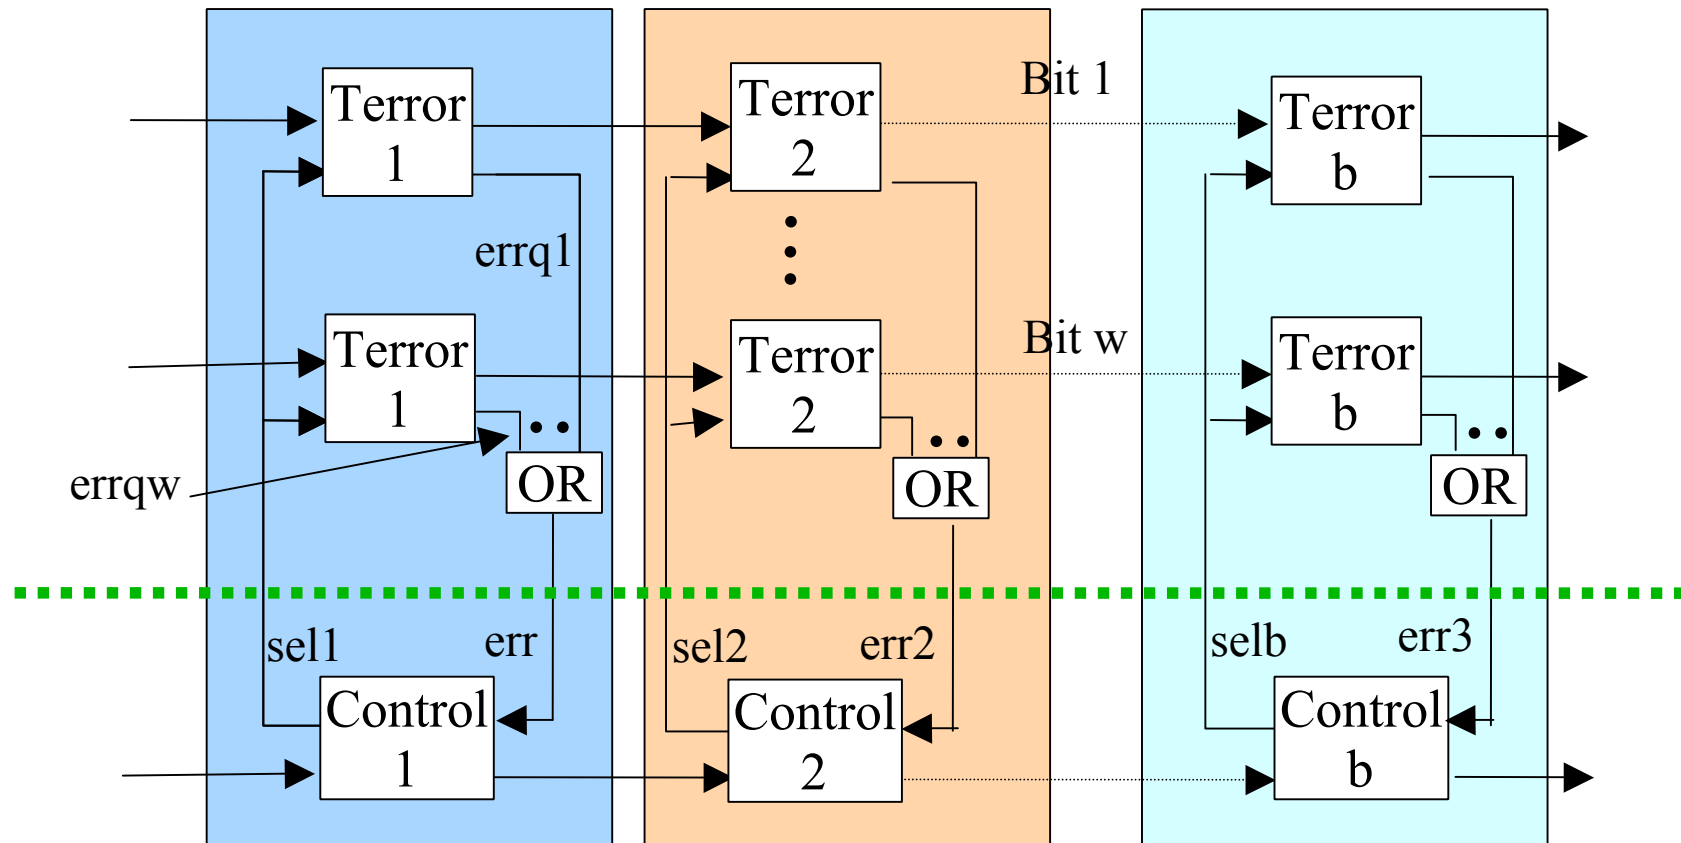 Bit 1
Terror
1
Terror
2
Terror
b
errq1
Bit w
Terror
1
Terror
2
Terror
b
errqw
OR
OR
OR
sel1
err
sel2
err2
selb
err3
Control
1
Control
2
Control
b